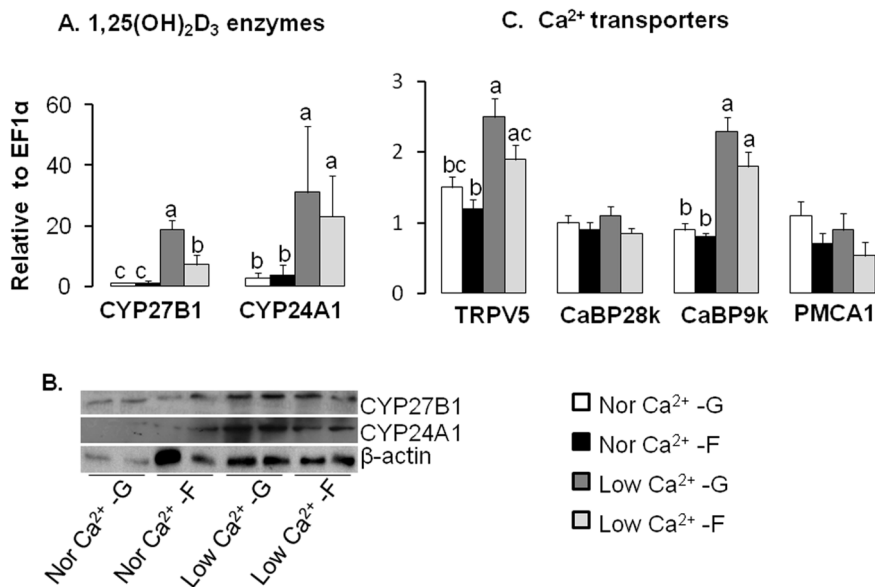 A. 1,25(OH)₂D₃ enzymes
Relative to EF1α
60
40
20
0
c c a b
b b a a
CYP27B1 CYP24A1
C. Ca²⁺ transporters
3
2
1
0
bc b a ac
b b a a
TRPV5 CaBP28k CaBP9k PMCA1
B.
CYP27B1
CYP24A1
β-actin
Nor Ca²⁺ -G
Nor Ca²⁺ -F
Low Ca²⁺ -G
Low Ca²⁺ -F
Nor Ca²⁺ -G
Nor Ca²⁺ -F
Low Ca²⁺ -G
Low Ca²⁺ -F